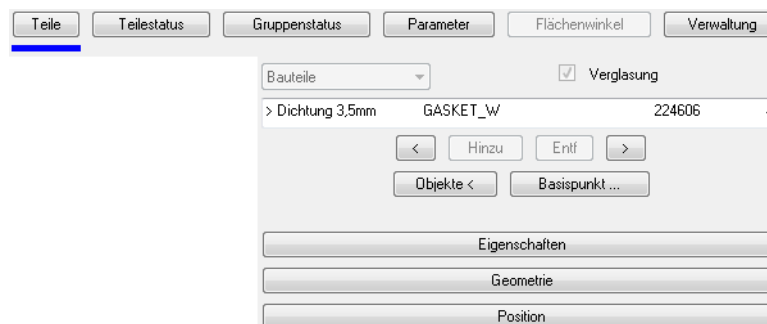 Teile Teilestatus Gruppenstatus Parameter Flächenwinkel Verwaltung
Bauteile Verglasung
> Dichtung 3,5mm GASKET_W 224606
< Hinzu Entf >
Objekte < Basispunkt ...
Eigenschaften
Geometrie
Position